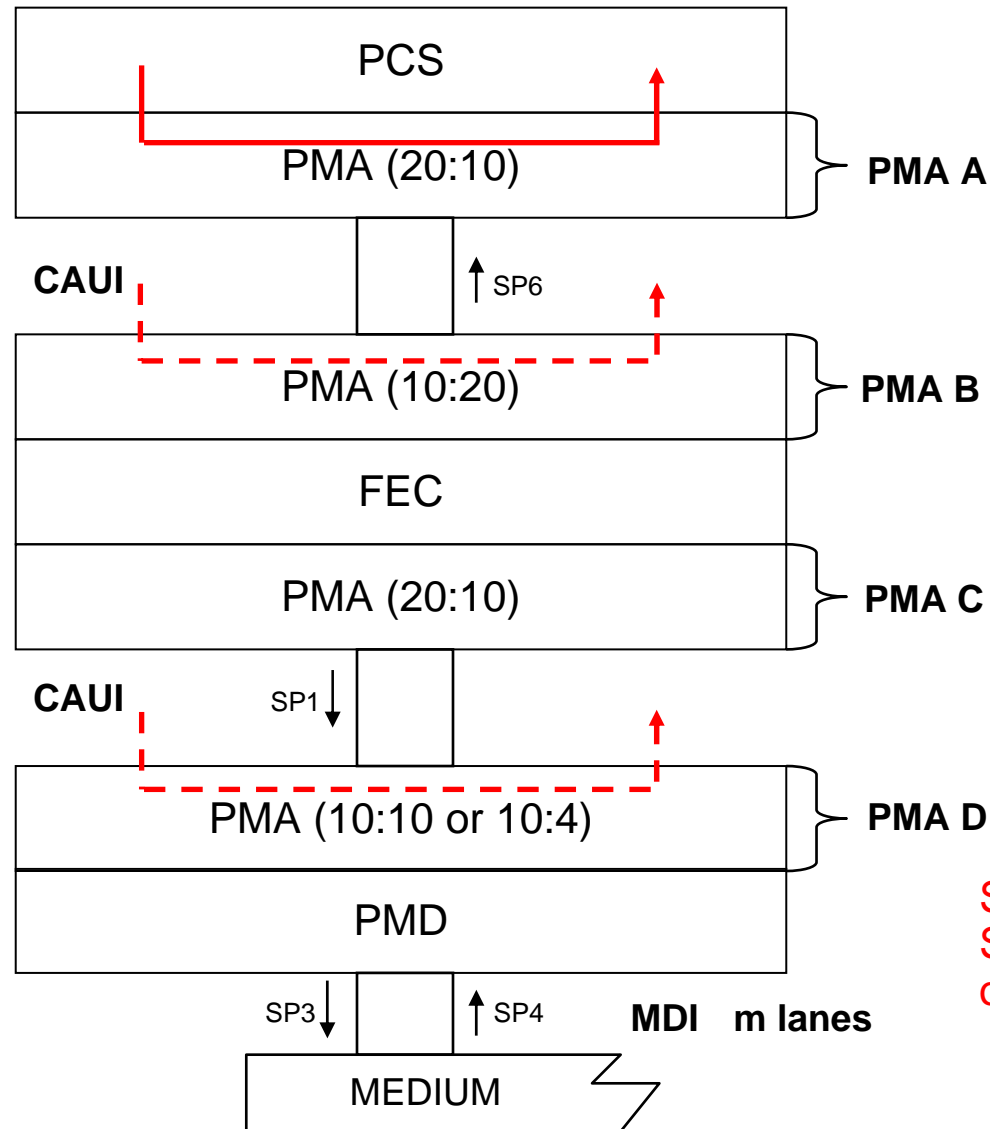 PCS
PMA (20:10)
PMA A
CAUI
SP6
PMA (10:20)
PMA B
FEC
PMA (20:10)
PMA C
CAUI
SP1
PMA (10:10 or 10:4)
PMA D
PMD
SP3
SP4
MDI m lanes
MEDIUM